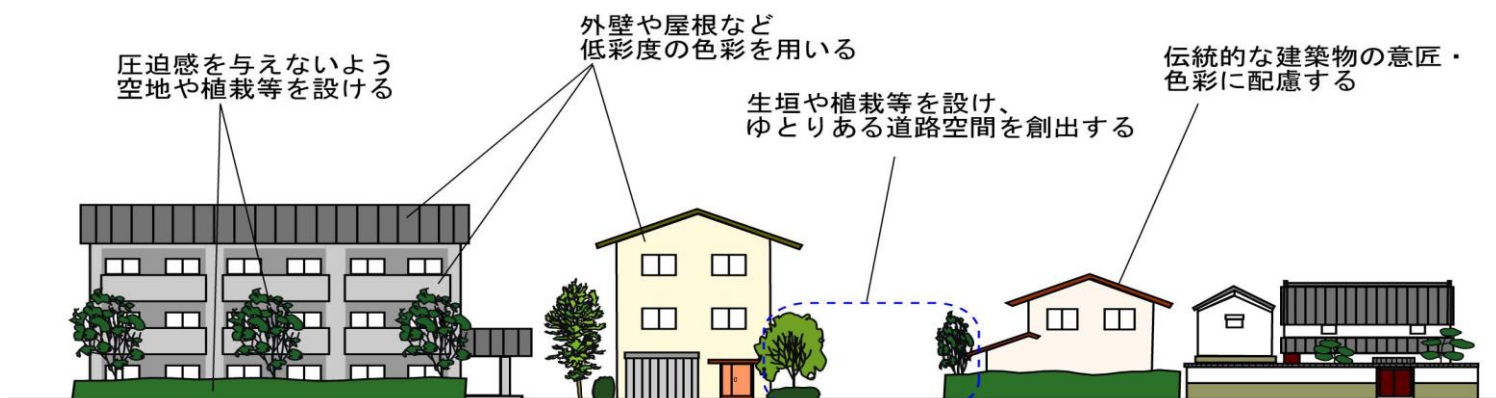 圧迫感を与えないよう
空地や植栽等を設ける
外壁や屋根など
低彩度の色彩を用いる
生垣や植栽等を設け、
ゆとりある道路空間を創出する
伝統的な建築物の意匠・
色彩に配慮する